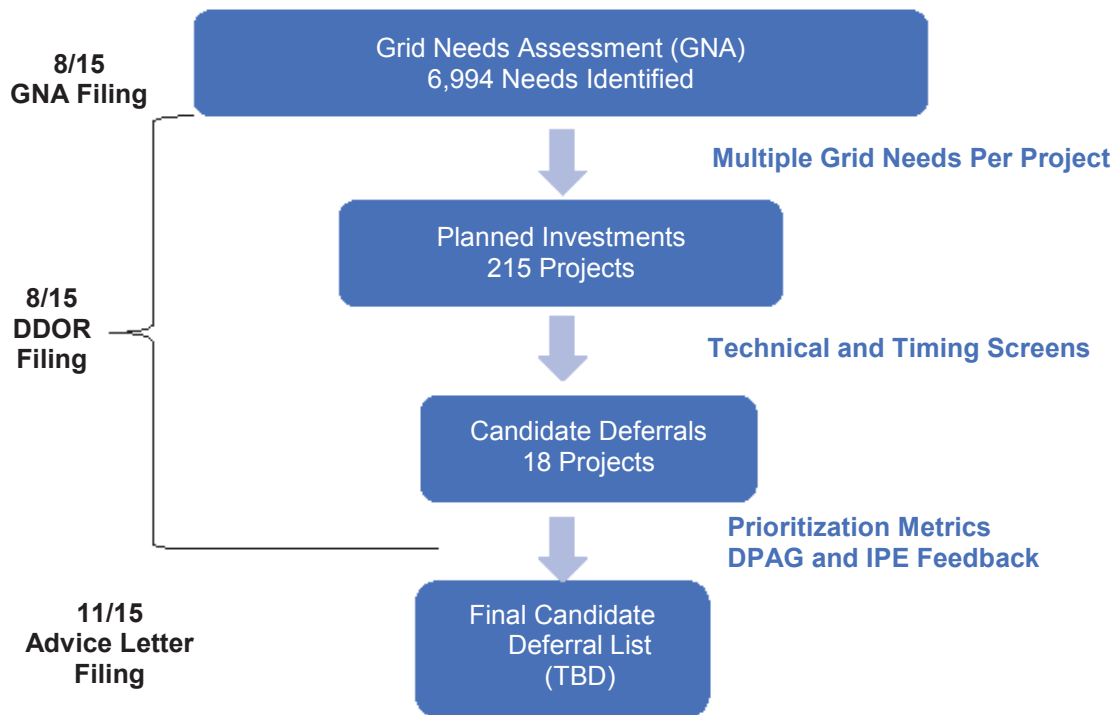 Grid Needs Assessment (GNA)
6,994 Needs Identified
8/15
GNA Filing
Multiple Grid Needs Per Project
Planned Investments
215 Projects
8/15
DDOR
Filing
Technical and Timing Screens
Candidate Deferrals
18 Projects
Prioritization Metrics
DPAG and IPE Feedback
11/15
Advice Letter
Filing
Final Candidate
Deferral List
(TBD)